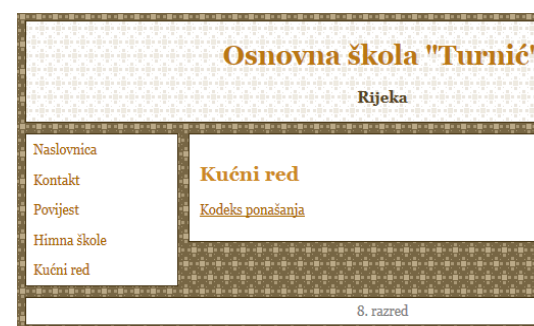 Osnovna škola "Turnić"
Rijeka
Naslovnica
Kontakt
Povijest
Himna škole
Kućni red
Kućni red
Kodeks ponašanja
8. razred